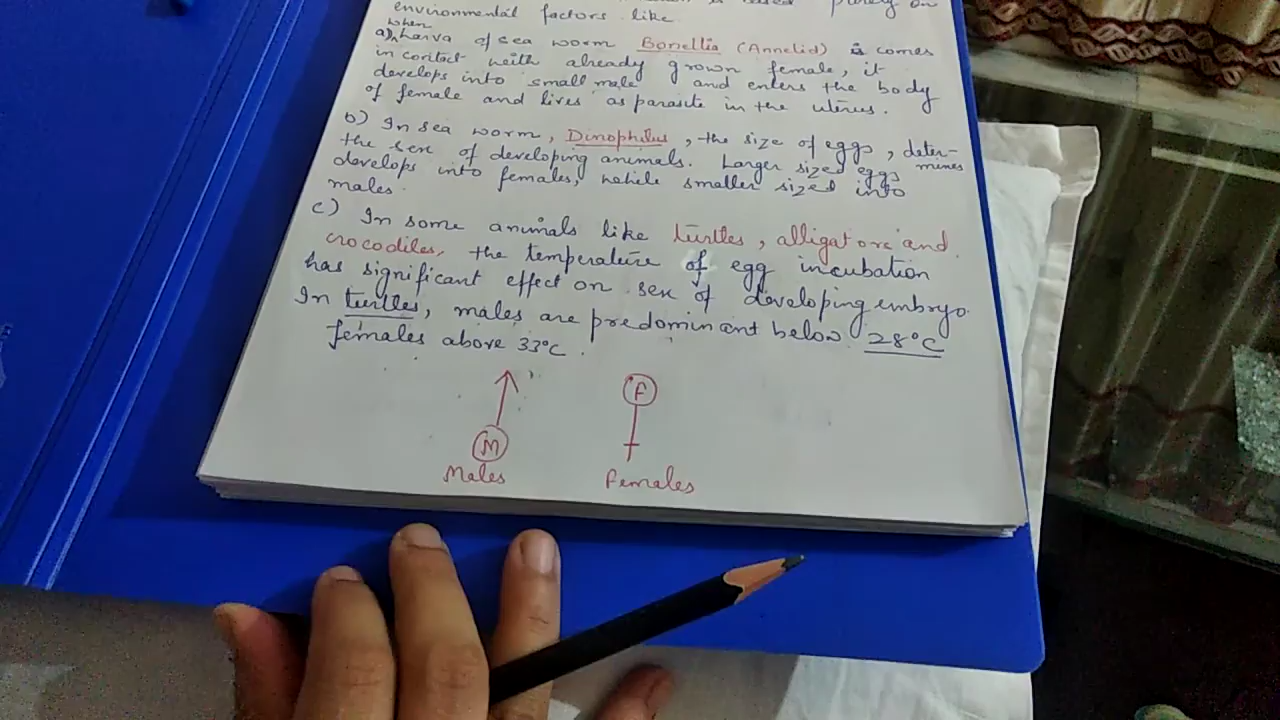 purely on
environmental factors like
when
a) Larva of sea worm Bonellia (Annelid) is comes
in contact with already grown female, it
develops into small male and enters the body
of female and lives as parasite in the uterus.
b) In sea worm, Dinophilus, the size of eggs, deter-
mines
the sex of developing animals. Larger sized eggs
develops into females, while smaller sized into
males.
c) In some animals like turtles, alligators and
crocodiles, the temperature of egg incubation
has significant effect on sex of developing embryo.
In turtles, males are predominant below 28°C
females above 33°C.
M F
Males Females